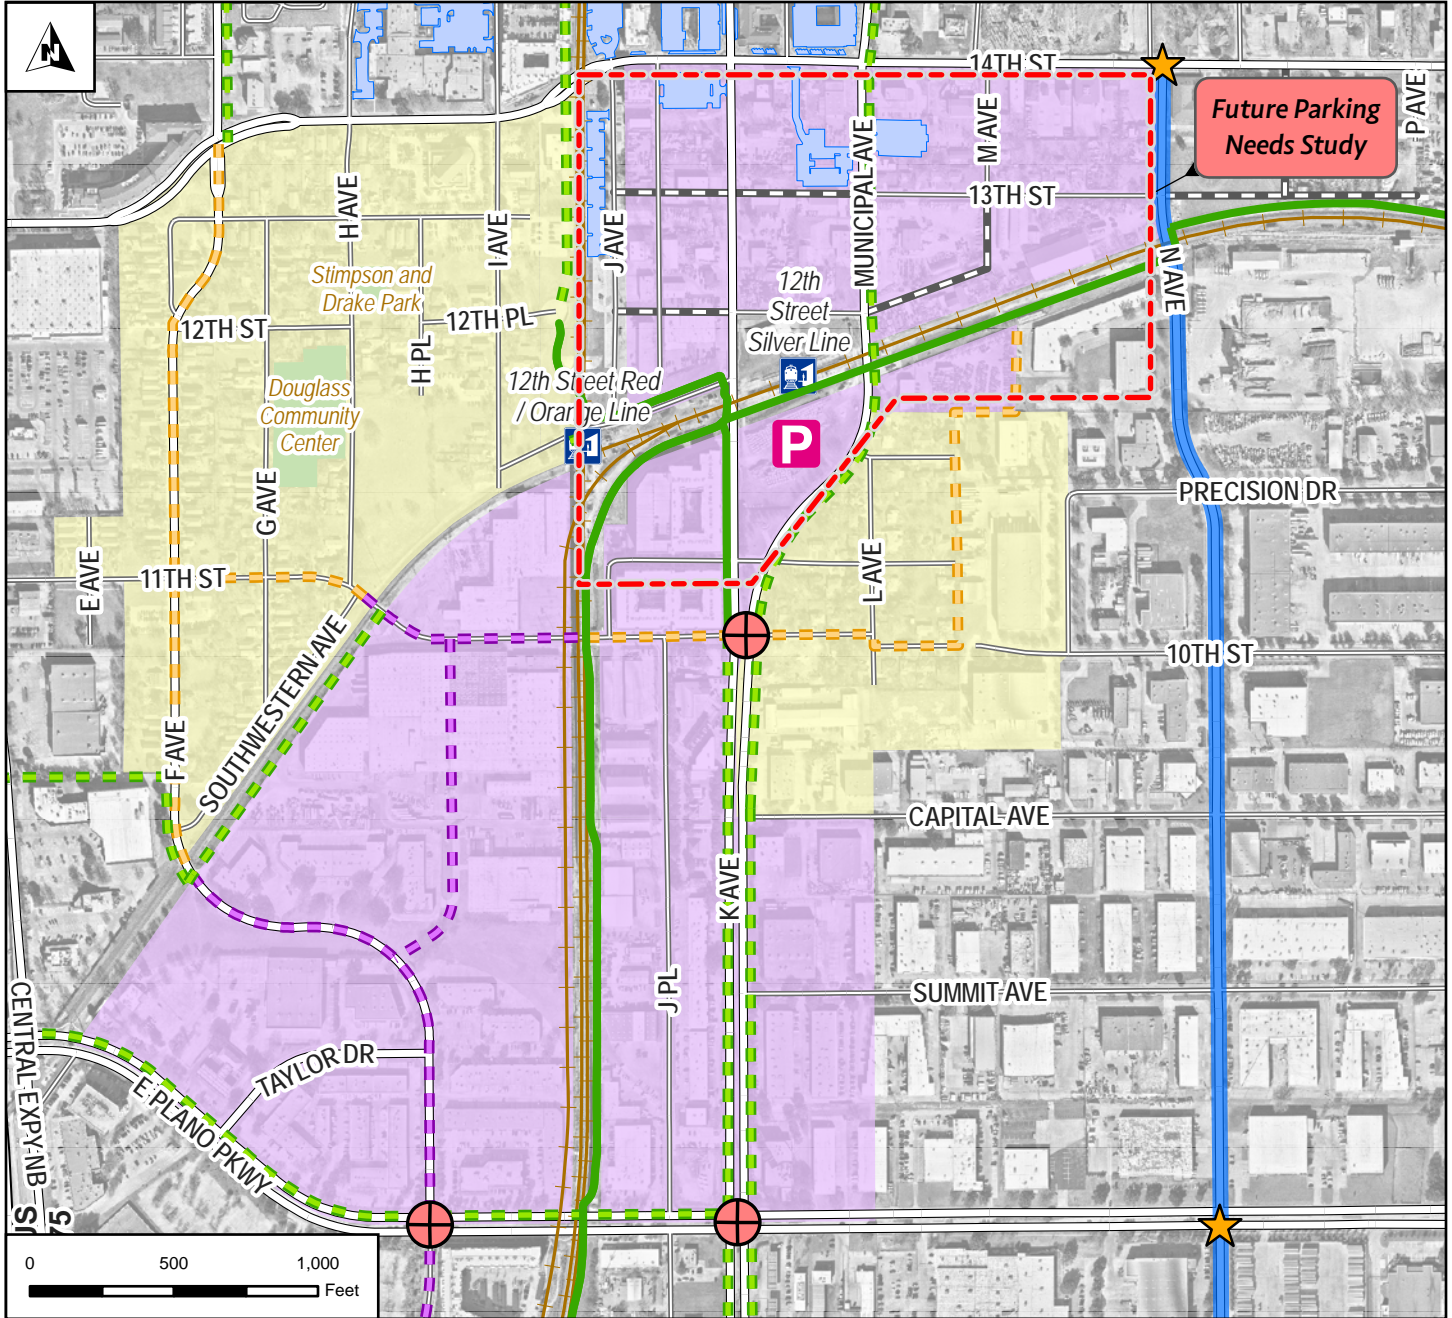 N
14TH ST
Future Parking
Needs Study
P AVE
M AVE
MUNICIPAL AVE
13TH ST
H AVE
I AVE
J AVE
N AVE
Stimpson and
Drake Park
12th
Street
Silver Line
12TH ST
12TH PL
H PL
12th Street Red
/ Orange Line
Douglass
Community
Center
P
G AVE
PRECISION DR
E AVE
11TH ST
L AVE
10TH ST
SOUTHWESTERN AVE
F AVE
CAPITAL AVE
K AVE
J PL
SUMMIT AVE
CENTRAL EXPY NB
TAYLOR DR
E PLANO PKWY
US
75
0 500 1,000
Feet